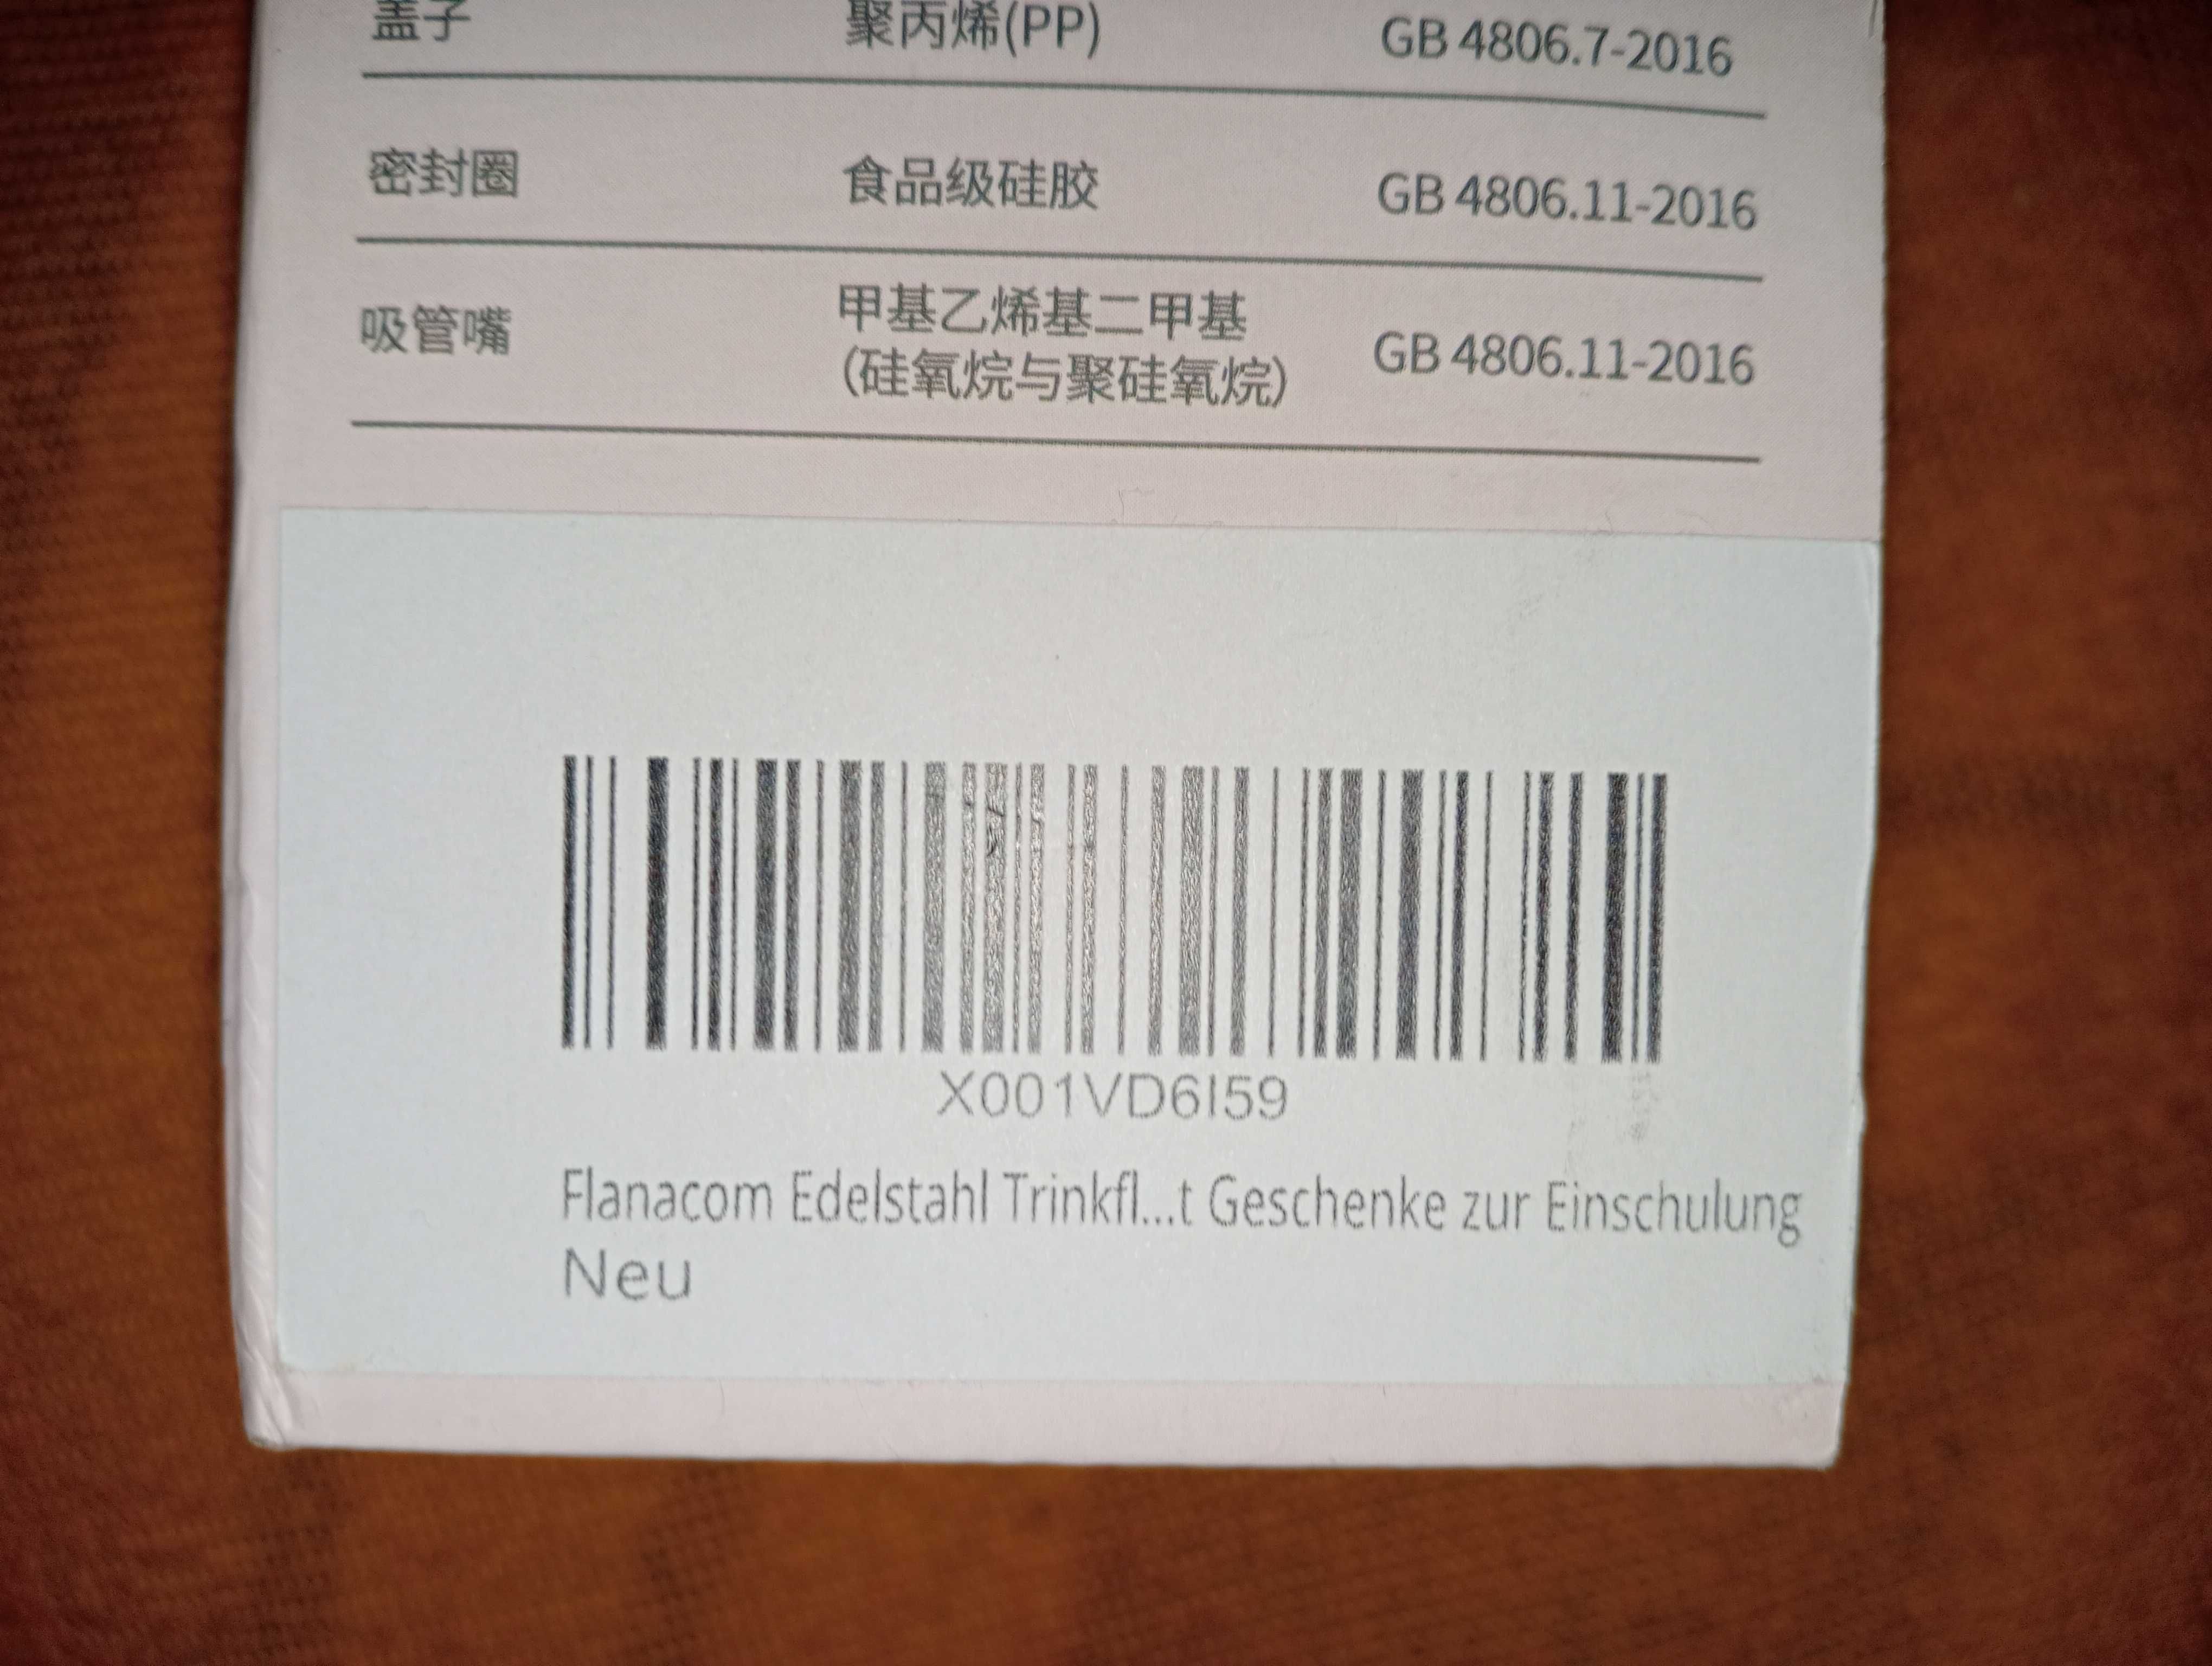 盖子 聚丙烯(PP) GB 4806.7-2016
密封圈 食品级硅胶 GB 4806.11-2016
吸管嘴 甲基乙烯基二甲基 GB 4806.11-2016
(硅氧烷与聚硅氧烷)
X001VD6I59
Flanacom Edelstahl Trinkfl...t Geschenke zur Einschulung
Neu